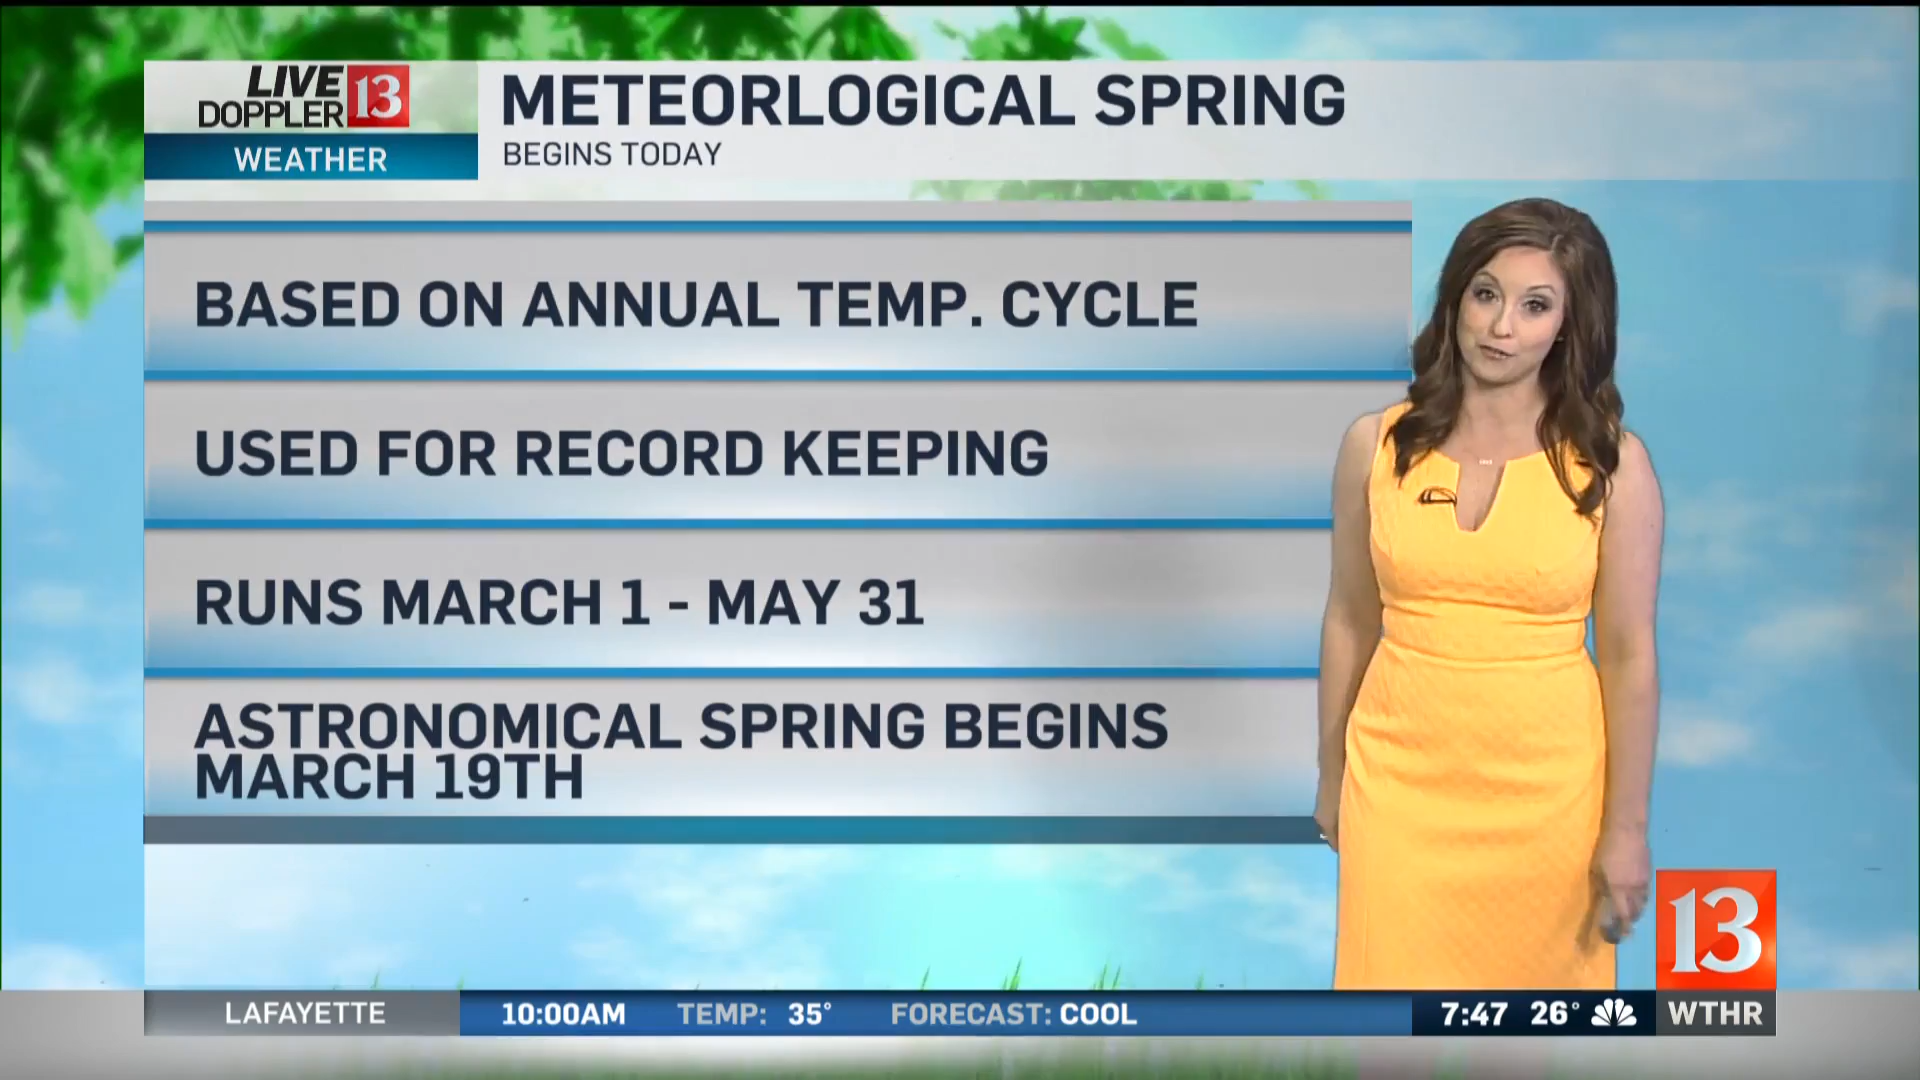 LIVE
DOPPLER 13
WEATHER
METEORLOGICAL SPRING
BEGINS TODAY
BASED ON ANNUAL TEMP. CYCLE
USED FOR RECORD KEEPING
RUNS MARCH 1 - MAY 31
ASTRONOMICAL SPRING BEGINS
MARCH 19TH
13
LAFAYETTE 10:00AM TEMP: 35° FORECAST: COOL 7:47 26° WTHR